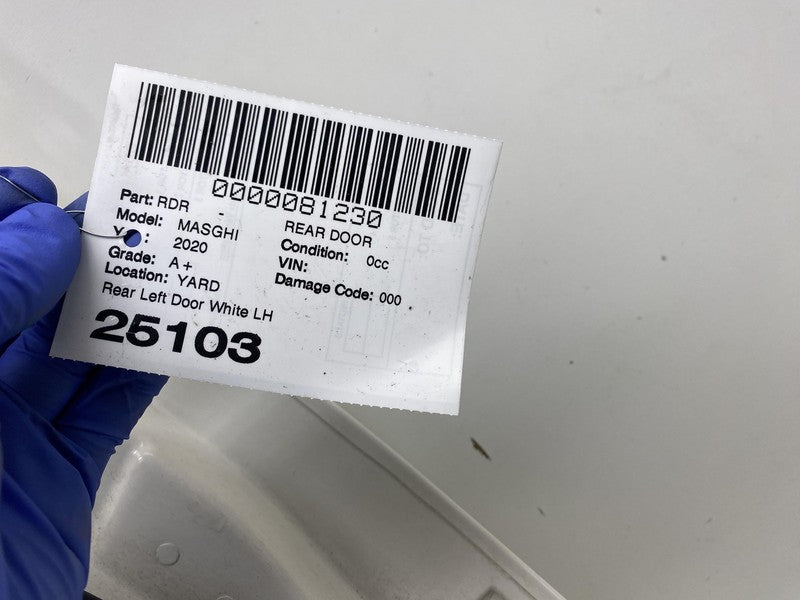 0000081230
Part: RDR - REAR DOOR
Model: MASGHI Condition: 0cc
2020 VIN:
Grade: A+ Damage Code: 000
Location: YARD
Rear Left Door White LH
25103